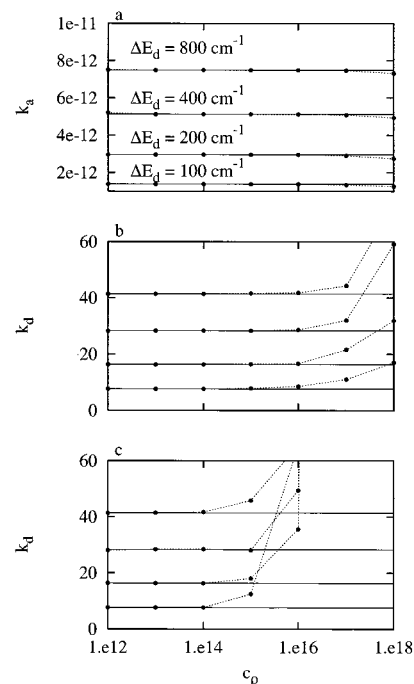 a
1e-11
8e-12
6e-12
4e-12
2e-12
kₐ
ΔE_d = 800 cm⁻¹
ΔE_d = 400 cm⁻¹
ΔE_d = 200 cm⁻¹
ΔE_d = 100 cm⁻¹
b
60
40
20
0
k_d
c
60
40
20
0
k_d
1.e12 1.e14 1.e16 1.e18
c_p